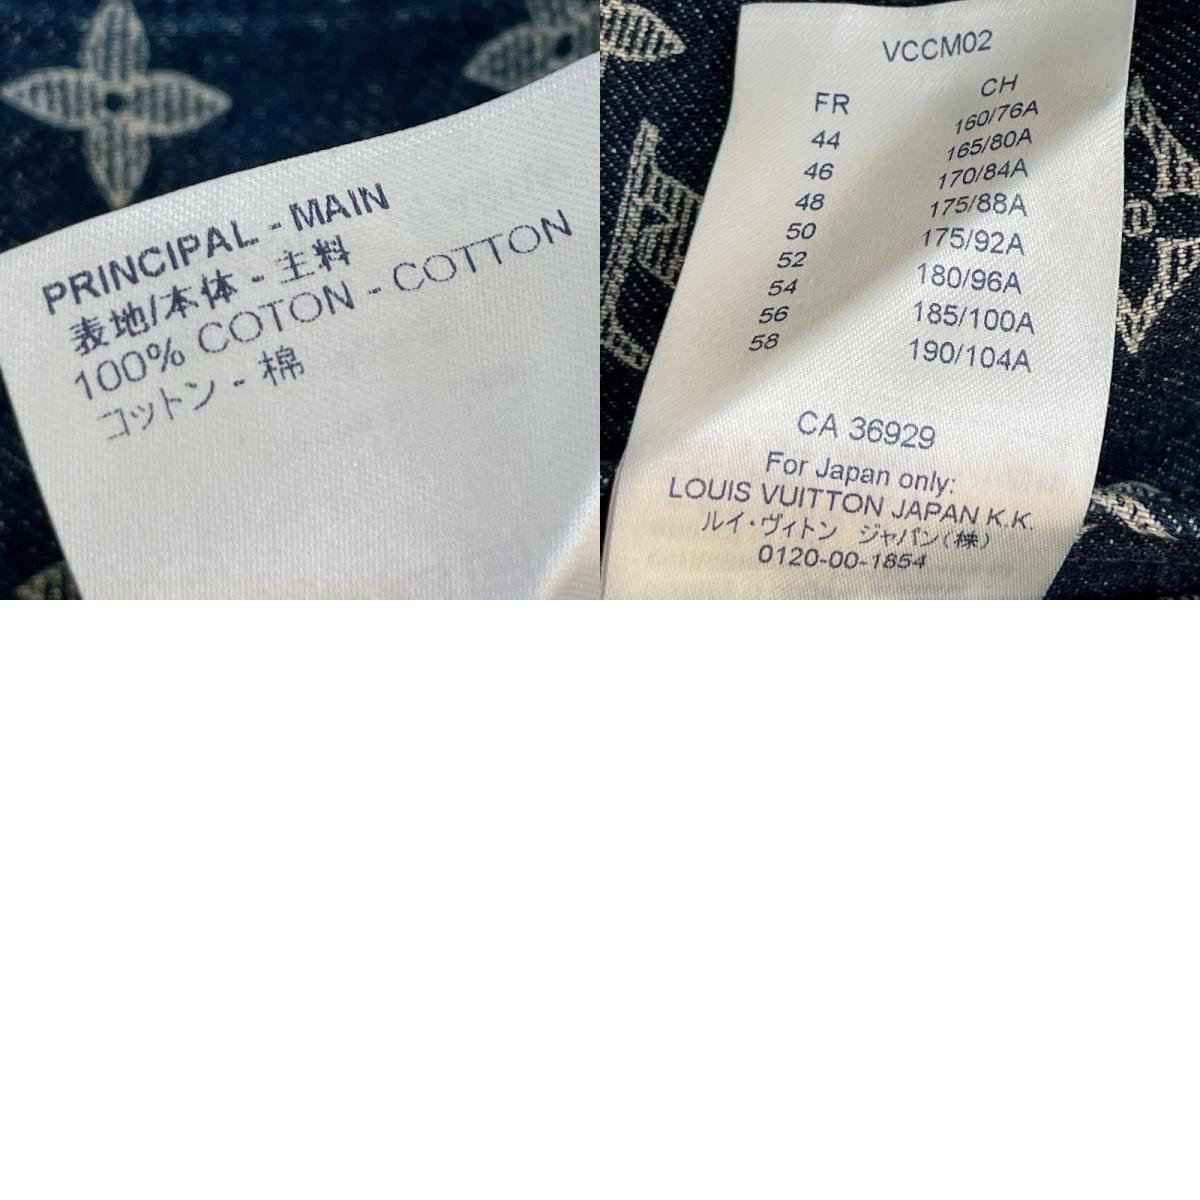 PRINCIPAL - MAIN
表地/本体 - 主料
100% COTON - COTTON
コットン - 棉
VCCM02
FR CH
44 160/76A
46 165/80A
48 170/84A
50 175/88A
52 175/92A
54 180/96A
56 185/100A
58 190/104A
CA 36929
For Japan only:
LOUIS VUITTON JAPAN K.K.
ルイ・ヴィトン ジャパン(株)
0120-00-1854